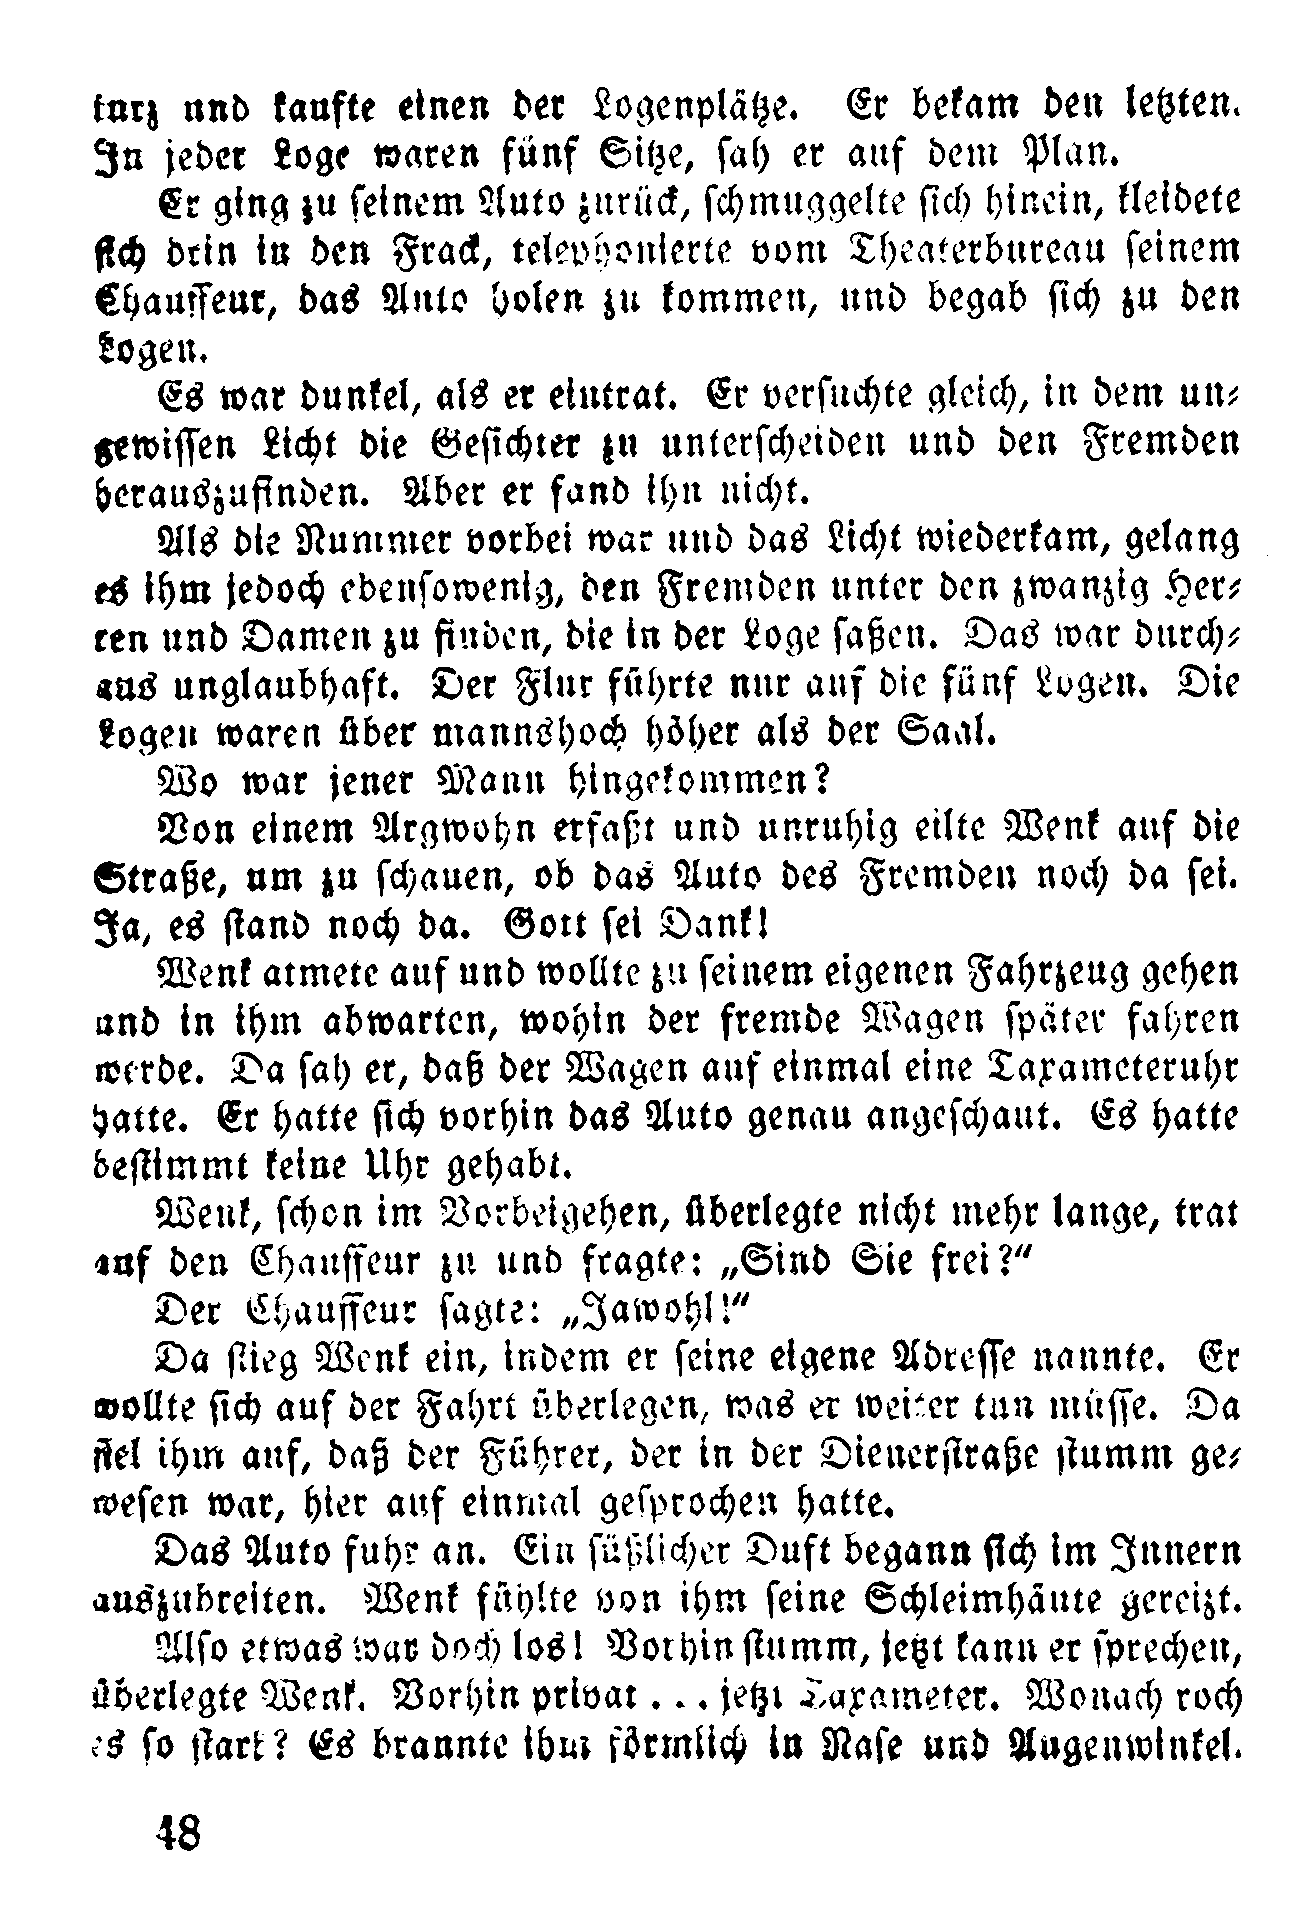 kurz und kaufte einen der Logenplätze. Er bekam den letzten.
In jeder Loge waren fünf Sitze, sah er auf dem Plan.
Er ging zu seinem Auto zurück, schmuggelte sich hinein, kleidete
sich drin in den Frack, telephonierte vom Theaterbureau seinem
Chauffeur, das Auto holen zu kommen, und begab sich zu den
Logen.
Es war dunkel, als er eintrat. Er versuchte gleich, in dem un-
gewissen Licht die Gesichter zu unterscheiden und den Fremden
herauszufinden. Aber er fand ihn nicht.
Als die Nummer vorbei war und das Licht wiederkam, gelang
es ihm jedoch ebensowenig, den Fremden unter den zwanzig Her-
ren und Damen zu finden, die in der Loge saßen. Das war durch-
aus unglaubhaft. Der Flur führte nur auf die fünf Logen. Die
Logen waren über mannshoch höher als der Saal.
Wo war jener Mann hingekommen?
Von einem Argwohn erfaßt und unruhig eilte Wenk auf die
Straße, um zu schauen, ob das Auto des Fremden noch da sei.
Ja, es stand noch da. Gott sei Dank!
Wenk atmete auf und wollte zu seinem eigenen Fahrzeug gehen
und in ihm abwarten, wohin der fremde Wagen später fahren
werde. Da sah er, daß der Wagen auf einmal eine Taxameteruhr
hatte. Er hatte sich vorhin das Auto genau angeschaut. Es hatte
bestimmt keine Uhr gehabt.
Wenk, schon im Vorbeigehen, überlegte nicht mehr lange, trat
auf den Chauffeur zu und fragte: „Sind Sie frei?“
Der Chauffeur sagte: „Jawohl!“
Da stieg Wenk ein, indem er seine eigene Adresse nannte. Er
wollte sich auf der Fahrt überlegen, was er weiter tun müsse. Da
fiel ihm auf, daß der Führer, der in der Dienerstraße stumm ge-
wesen war, hier auf einmal gesprochen hatte.
Das Auto fuhr an. Ein süßlicher Duft begann sich im Innern
auszubreiten. Wenk fühlte von ihm seine Schleimhäute gereizt.
Also etwas war doch los! Vorhin stumm, jetzt kann er sprechen,
überlegte Wenk. Vorhin privat . . . jetzt Taxameter. Wonach roch
es so stark? Es brannte ihm förmlich in Nase und Augenwinkel.
48